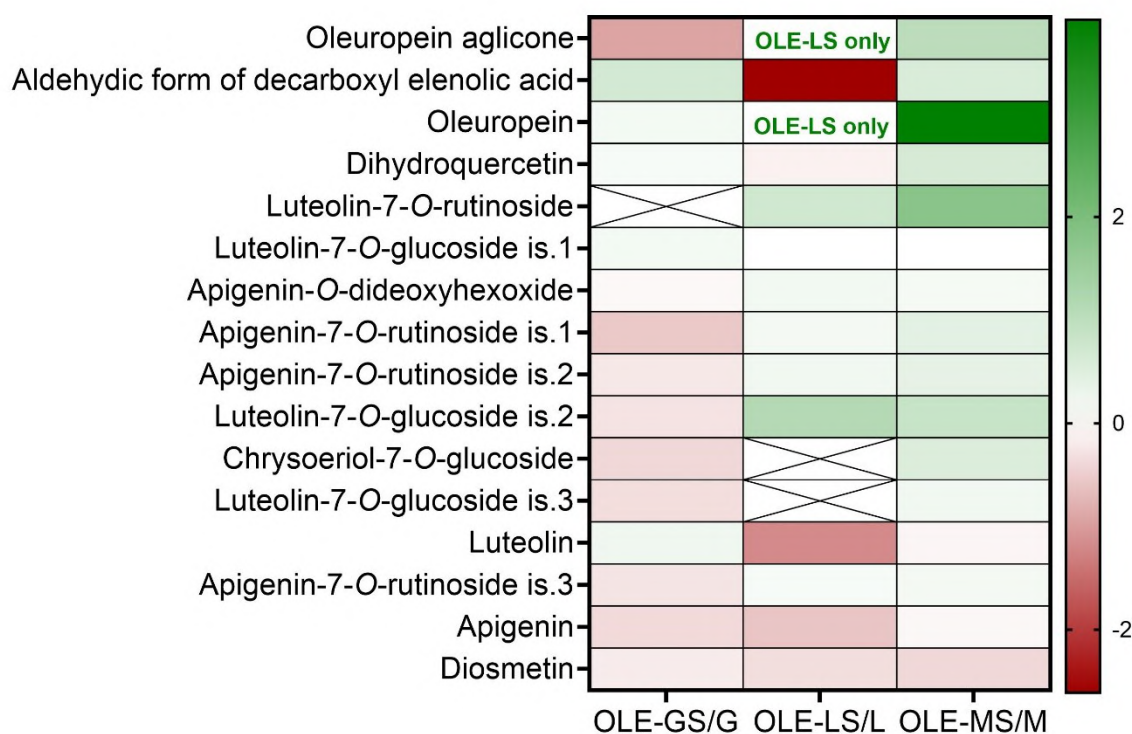 Oleuropein aglicone
OLE-LS only
Aldehydic form of decarboxyl elenolic acid
Oleuropein
OLE-LS only
Dihydroquercetin
Luteolin-7-O-rutinoside
2
Luteolin-7-O-glucoside is.1
Apigenin-O-dideoxyhexoxide
Apigenin-7-O-rutinoside is.1
Apigenin-7-O-rutinoside is.2
Luteolin-7-O-glucoside is.2
0
Chrysoeriol-7-O-glucoside
Luteolin-7-O-glucoside is.3
Luteolin
Apigenin-7-O-rutinoside is.3
Apigenin
-2
Diosmetin
OLE-GS/G OLE-LS/L OLE-MS/M